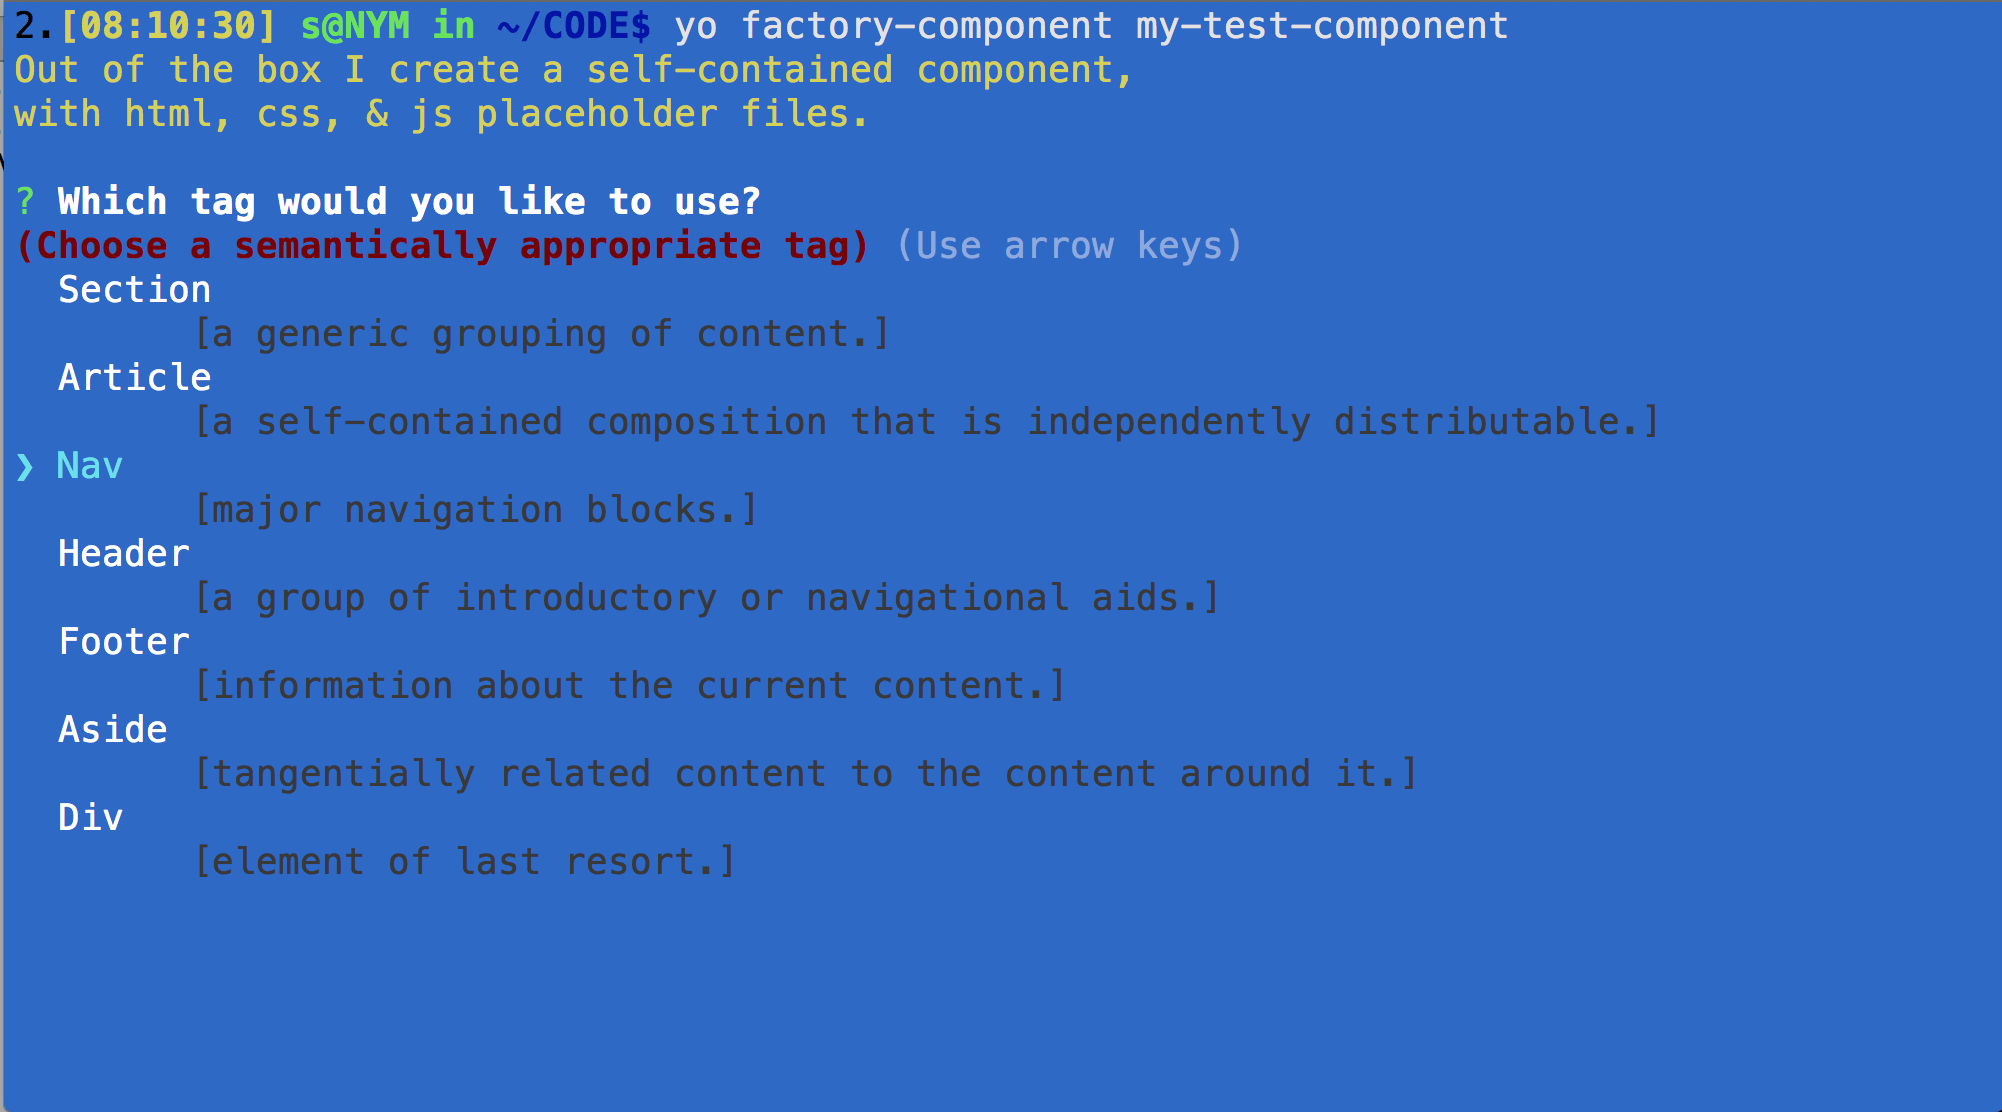 2.[08:10:30] s@NYM in ~/CODE$ yo factory-component my-test-component
Out of the box I create a self-contained component,
with html, css, & js placeholder files.
? Which tag would you like to use?
(Choose a semantically appropriate tag) (Use arrow keys)
Section
[a generic grouping of content.]
Article
[a self-contained composition that is independently distributable.]
❯ Nav
[major navigation blocks.]
Header
[a group of introductory or navigational aids.]
Footer
[information about the current content.]
Aside
[tangentially related content to the content around it.]
Div
[element of last resort.]